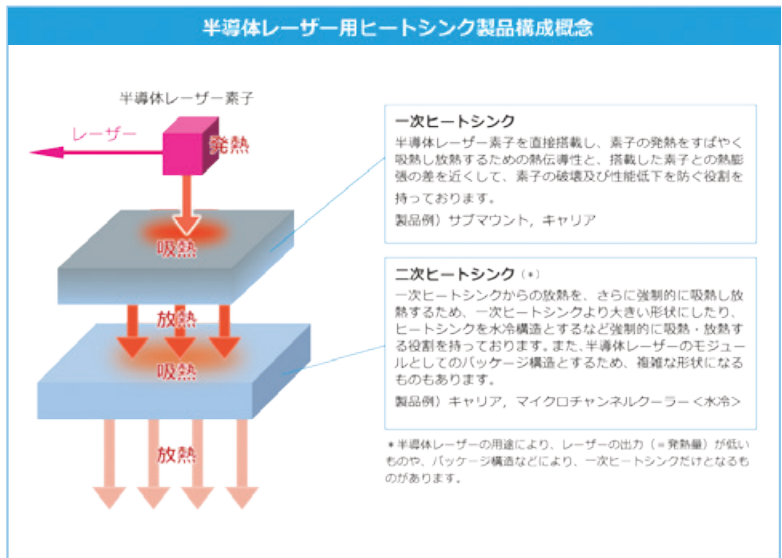 半導体レーザー用ヒートシンク製品構成概念
半導体レーザー素子
レーザー
発熱
吸熱
放熱
吸熱
放熱
一次ヒートシンク
半導体レーザー素子を直接搭載し、素子の発熱をすばやく
吸熱し放熱するための熱伝導性と、搭載した素子との熱膨
張の差を近くして、素子の破壊及び性能低下を防ぐ役割を
持っております。
製品例）サブマウント，キャリア
二次ヒートシンク（*）
一次ヒートシンクからの放熱を、さらに強制的に吸熱し放
熱するため、一次ヒートシンクより大きい形状にしたり、
ヒートシンクを水冷構造とするなど強制的に吸熱・放熱す
る役割を持っております。また、半導体レーザーのモジュー
ルとしてのパッケージ構造とするため、複雑な形状になる
ものもあります。
製品例）キャリア，マイクロチャンネルクーラー＜水冷＞
*半導体レーザーの用途により、レーザーの出力（=発熱量）が低い
ものや、パッケージ構造などにより、一次ヒートシンクだけとなるも
のがあります。